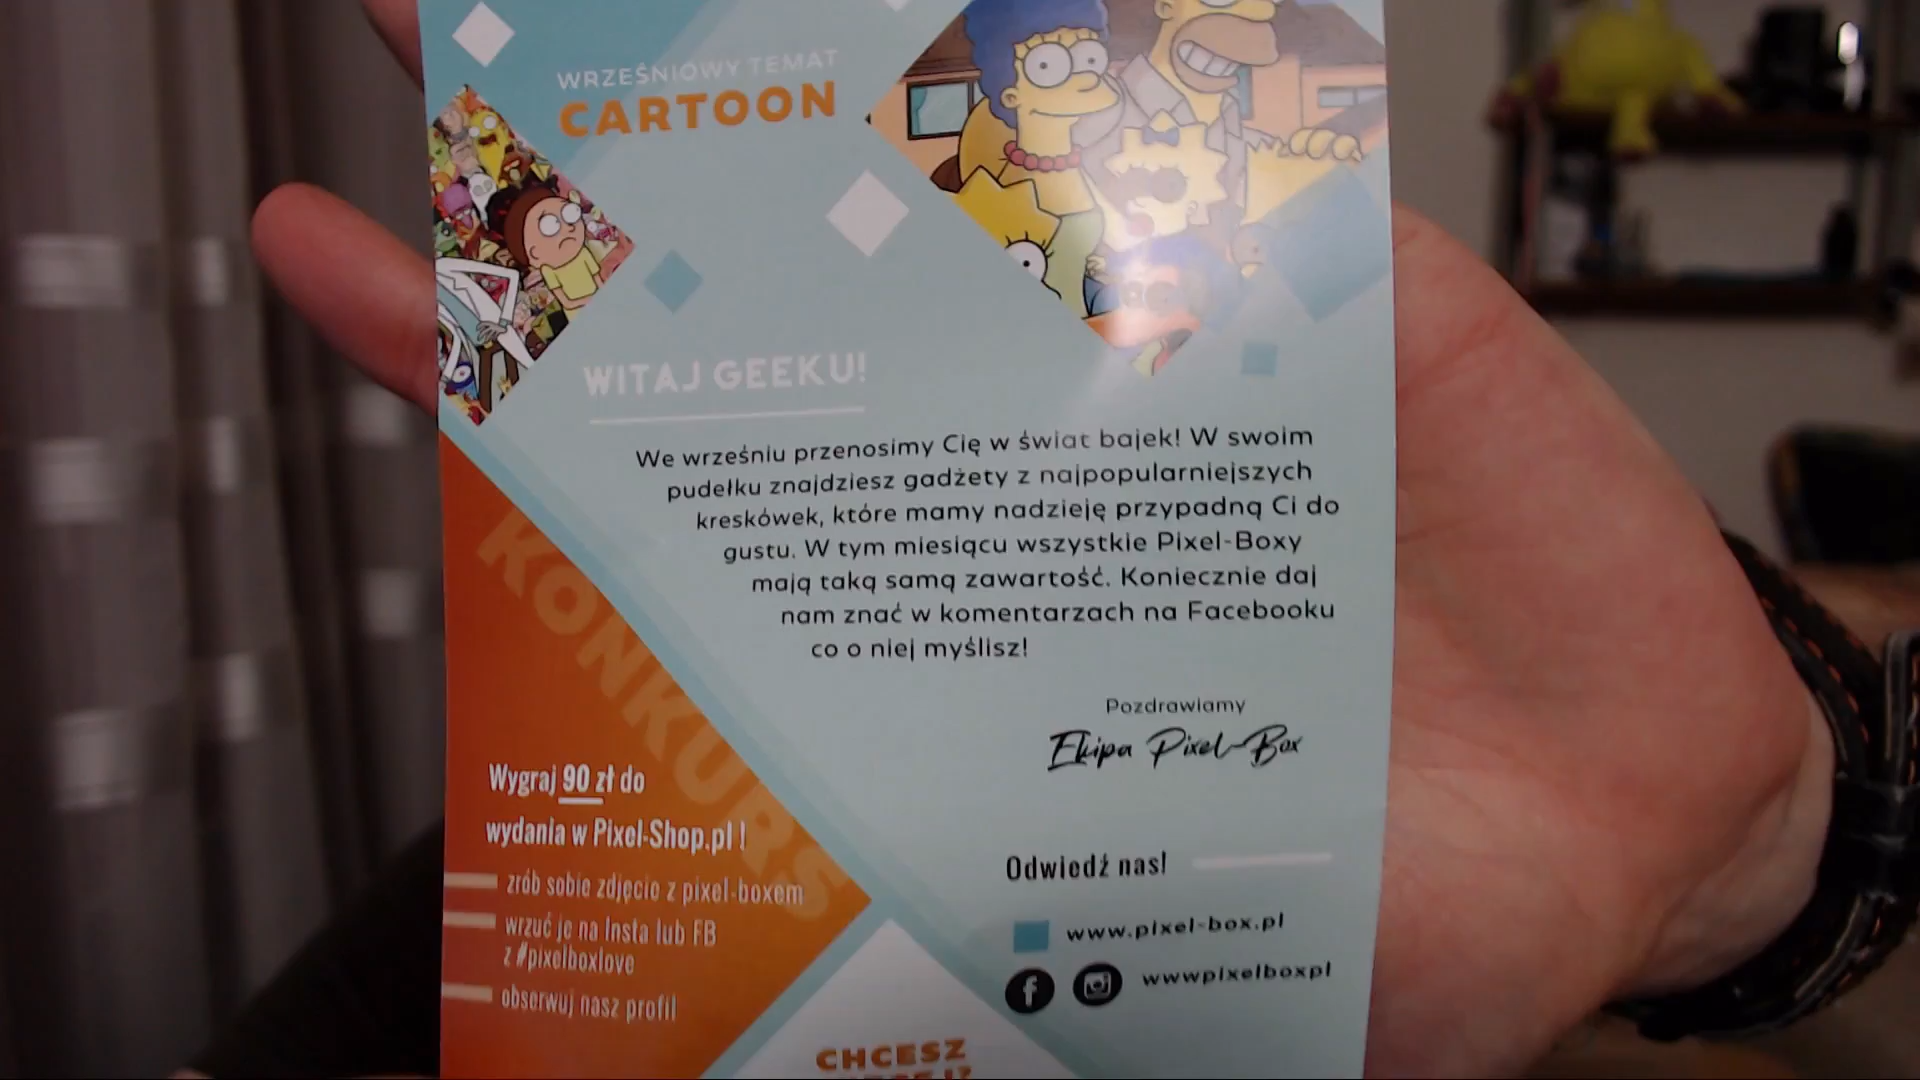 WRZEŚNIOWY TEMAT
CARTOON
WITAJ GEEKU!
We wrześniu przenosimy Cię w świat bajek! W swoim
pudełku znajdziesz gadżety z najpopularniejszych
kreskówek, które mamy nadzieję przypadną Ci do
gustu. W tym miesiącu wszystkie Pixel-Boxy
mają taką samą zawartość. Koniecznie daj
nam znać w komentarzach na Facebooku
co o niej myślisz!
Pozdrawiamy
Ekipa Pixel-Box
KONKURS
Wygraj 90 zł do
wydania w Pixel-Shop.pl !
zrób sobie zdjęcie z pixel-boxem
wrzuć je na Insta lub FB
z #pixelboxlove
obserwuj nasz profil
Odwiedź nas!
www.pixel-box.pl
wwwpixelboxpl
CHCESZ